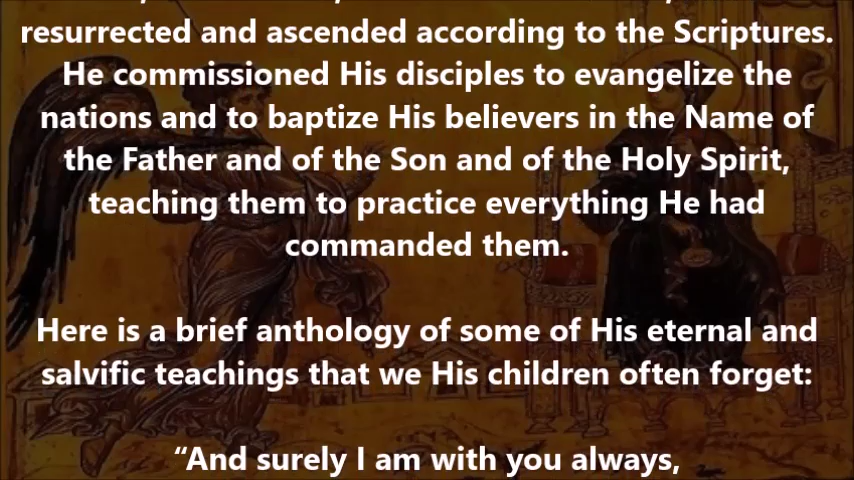 resurrected and ascended according to the Scriptures.
He commissioned His disciples to evangelize the
nations and to baptize His believers in the Name of
the Father and of the Son and of the Holy Spirit,
teaching them to practice everything He had
commanded them.
Here is a brief anthology of some of His eternal and
salvific teachings that we His children often forget:
“And surely I am with you always,